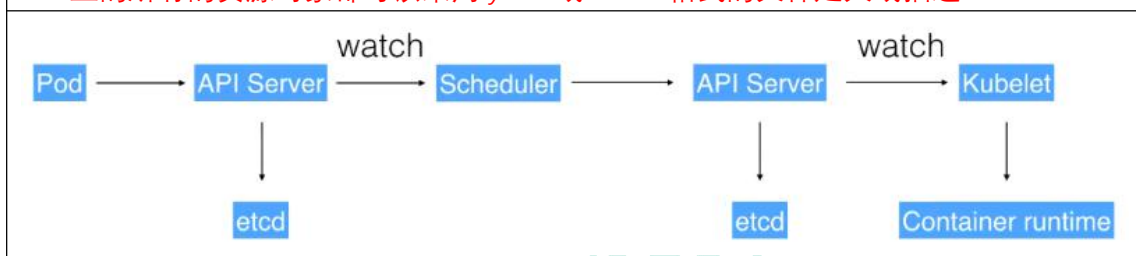 watch watch
Pod API Server Scheduler API Server Kubelet
etcd etcd Container runtime